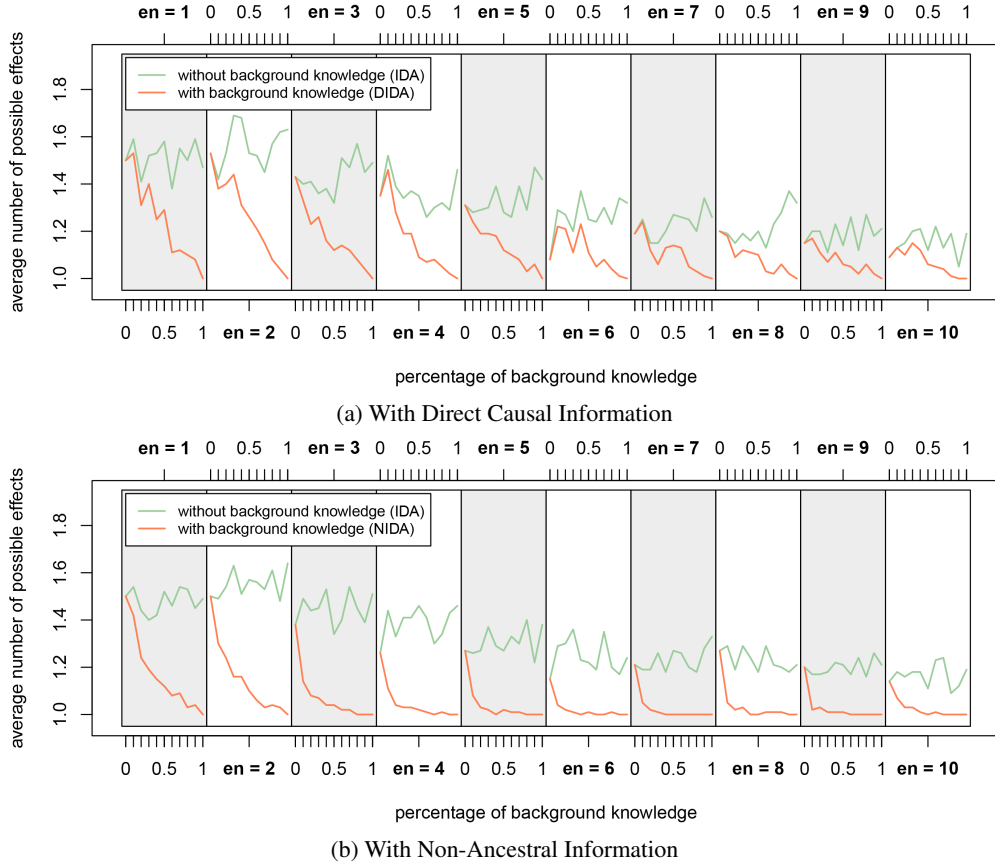 en = 1 0 0.5 1 en = 3 0 0.5 1 en = 5 0 0.5 1 en = 7 0 0.5 1 en = 9 0 0.5 1
average number of possible effects
1.8
1.6
1.4
1.2
1.0
without background knowledge (IDA)
with background knowledge (DIDA)
0 0.5 1 en = 2 0 0.5 1 en = 4 0 0.5 1 en = 6 0 0.5 1 en = 8 0 0.5 1 en = 10
percentage of background knowledge
(a) With Direct Causal Information
en = 1 0 0.5 1 en = 3 0 0.5 1 en = 5 0 0.5 1 en = 7 0 0.5 1 en = 9 0 0.5 1
average number of possible effects
1.8
1.6
1.4
1.2
1.0
without background knowledge (IDA)
with background knowledge (NIDA)
0 0.5 1 en = 2 0 0.5 1 en = 4 0 0.5 1 en = 6 0 0.5 1 en = 8 0 0.5 1 en = 10
percentage of background knowledge
(b) With Non-Ancestral Information